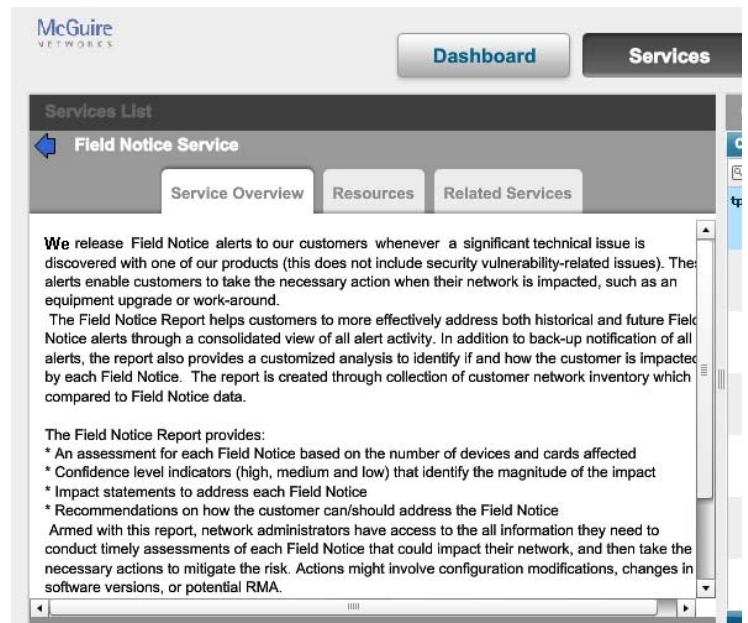 McGuire
NETWORKS
Dashboard
Services
Services List
Field Notice Service
Service Overview
Resources
Related Services
We release Field Notice alerts to our customers whenever a significant technical issue is
discovered with one of our products (this does not include security vulnerability-related issues). Thes
alerts enable customers to take the necessary action when their network is impacted, such as an
equipment upgrade or work-around.
The Field Notice Report helps customers to more effectively address both historical and future Field
Notice alerts through a consolidated view of all alert activity. In addition to back-up notification of all
alerts, the report also provides a customized analysis to identify if and how the customer is impacted
by each Field Notice. The report is created through collection of customer network inventory which
compared to Field Notice data.
The Field Notice Report provides:
* An assessment for each Field Notice based on the number of devices and cards affected
* Confidence level indicators (high, medium and low) that identify the magnitude of the impact
* Impact statements to address each Field Notice
* Recommendations on how the customer can/should address the Field Notice
Armed with this report, network administrators have access to the all information they need to
conduct timely assessments of each Field Notice that could impact their network, and then take the
necessary actions to mitigate the risk. Actions might involve configuration modifications, changes in
software versions, or potential RMA.